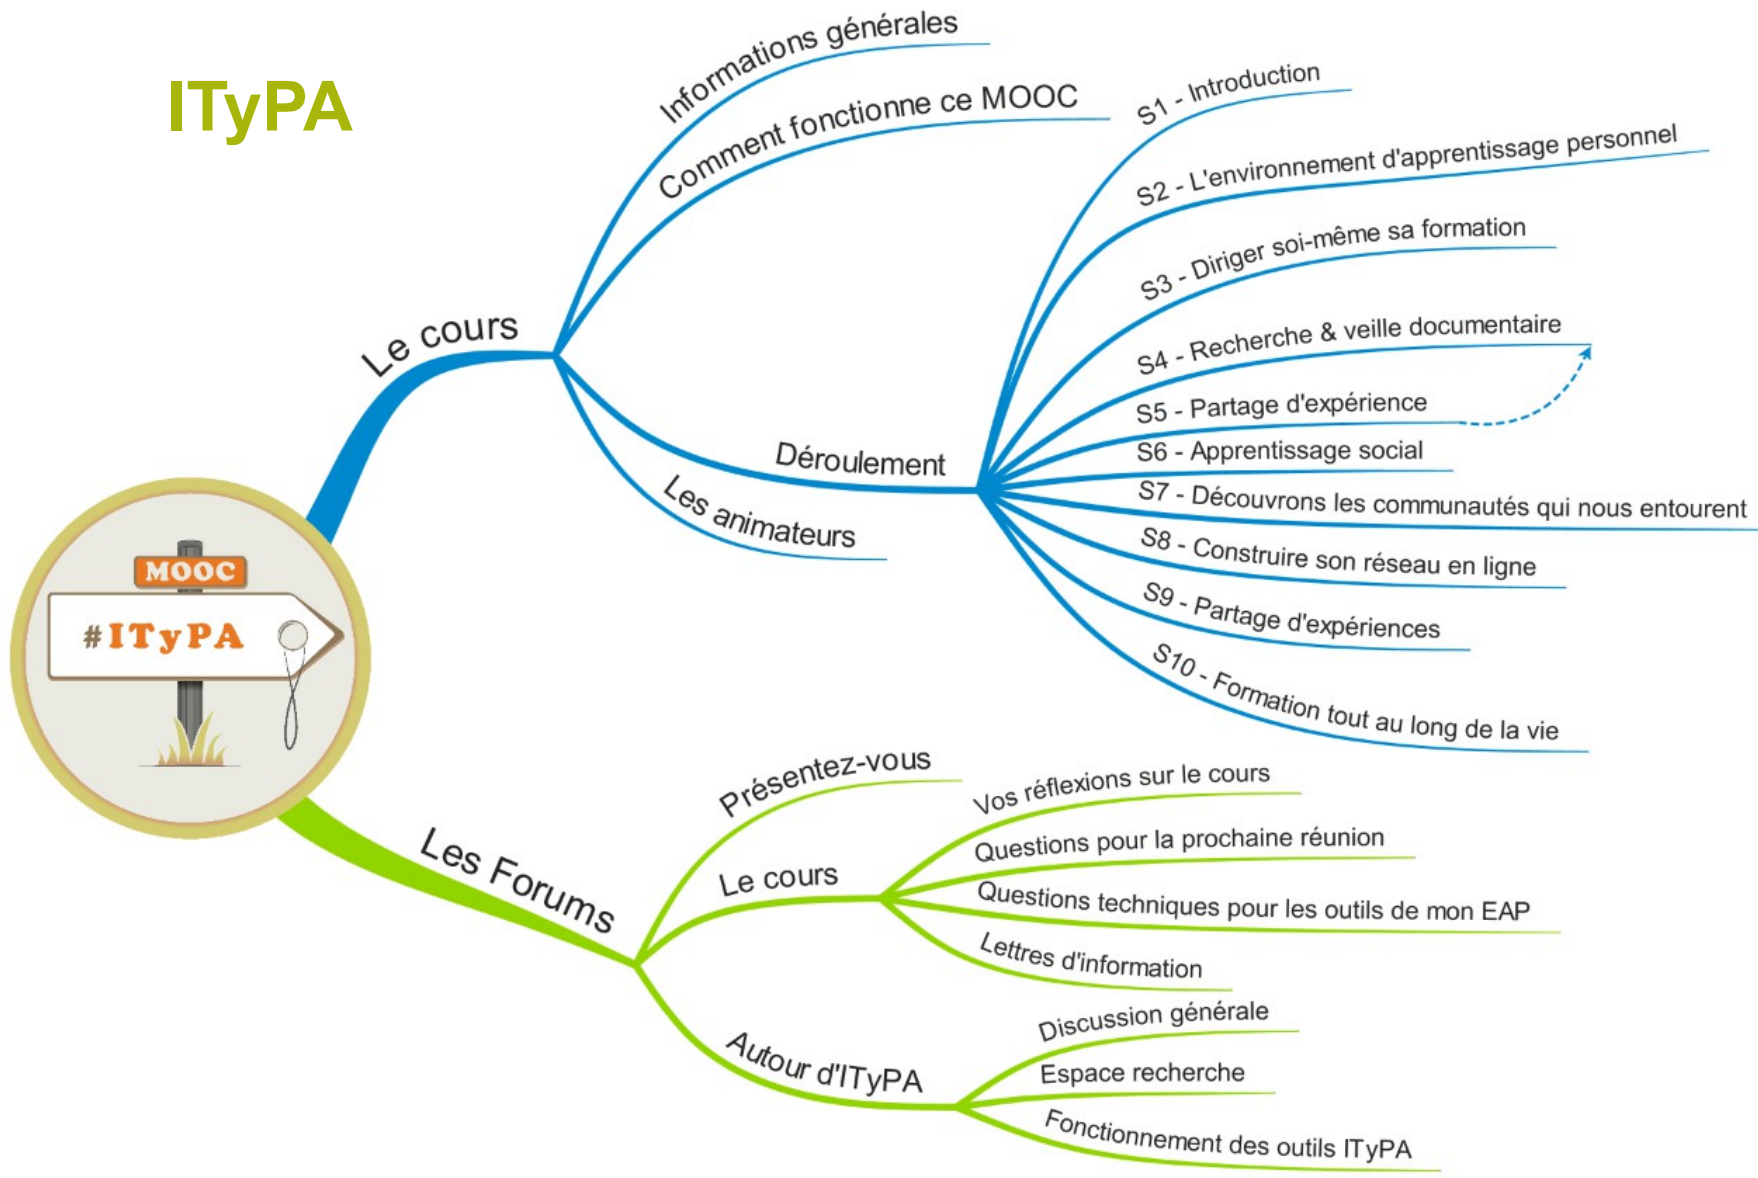 ITyPA
MOOC
#ITyPA
Le cours
Informations générales
Comment fonctionne ce MOOC
Déroulement
S1 - Introduction
S2 - L'environnement d'apprentissage personnel
S3 - Diriger soi-même sa formation
S4 - Recherche & veille documentaire
S5 - Partage d'expérience
S6 - Apprentissage social
S7 - Découvrons les communautés qui nous entourent
S8 - Construire son réseau en ligne
S9 - Partage d'expériences
S10 - Formation tout au long de la vie
Les animateurs
Les Forums
Présentez-vous
Le cours
Vos réflexions sur le cours
Questions pour la prochaine réunion
Questions techniques pour les outils de mon EAP
Lettres d'information
Autour d'ITyPA
Discussion générale
Espace recherche
Fonctionnement des outils ITyPA